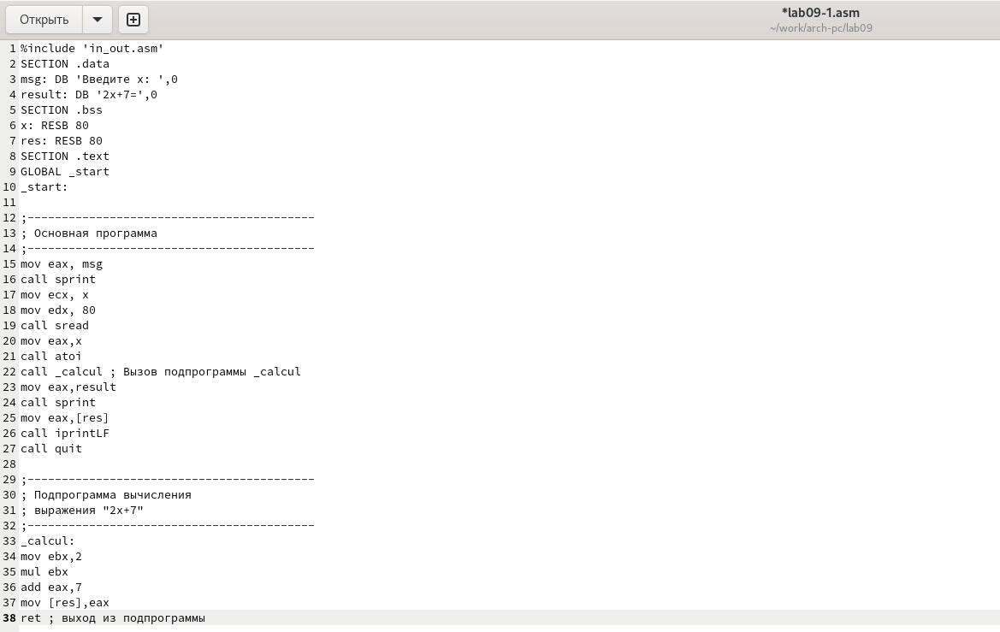 Открыть
*lab09-1.asm
~/work/arch-pc/lab09
1 %include 'in_out.asm'
2 SECTION .data
3 msg: DB 'Введите x: ',0
4 result: DB '2x+7=',0
5 SECTION .bss
6 x: RESB 80
7 res: RESB 80
8 SECTION .text
9 GLOBAL _start
10 _start:
11
12 ;------------------------------------------
13 ; Основная программа
14 ;------------------------------------------
15 mov eax, msg
16 call sprint
17 mov ecx, x
18 mov edx, 80
19 call sread
20 mov eax,x
21 call atoi
22 call _calcul ; Вызов подпрограммы _calcul
23 mov eax,result
24 call sprint
25 mov eax,[res]
26 call iprintLF
27 call quit
28
29 ;------------------------------------------
30 ; Подпрограмма вычисления
31 ; выражения "2x+7"
32 ;------------------------------------------
33 _calcul:
34 mov ebx,2
35 mul ebx
36 add eax,7
37 mov [res],eax
38 ret ; выход из подпрограммы